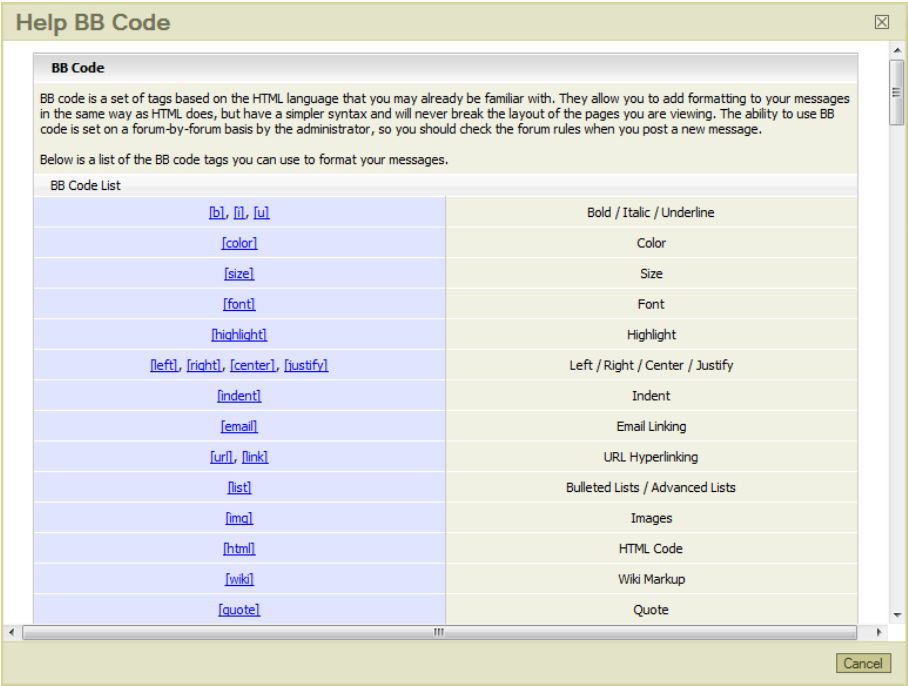 Help BB Code
BB Code
BB code is a set of tags based on the HTML language that you may already be familiar with. They allow you to add formatting to your messages
in the same way as HTML does, but have a simpler syntax and will never break the layout of the pages you are viewing. The ability to use BB
code is set on a forum-by-forum basis by the administrator, so you should check the forum rules when you post a new message.
Below is a list of the BB code tags you can use to format your messages.
BB Code List
[b], [i], [u] Bold / Italic / Underline
[color] Color
[size] Size
[font] Font
[highlight] Highlight
[left], [right], [center], [justify] Left / Right / Center / Justify
[indent] Indent
[email] Email Linking
[url], [link] URL Hyperlinking
[list] Bulleted Lists / Advanced Lists
[img] Images
[html] HTML Code
[wiki] Wiki Markup
[quote] Quote
Cancel